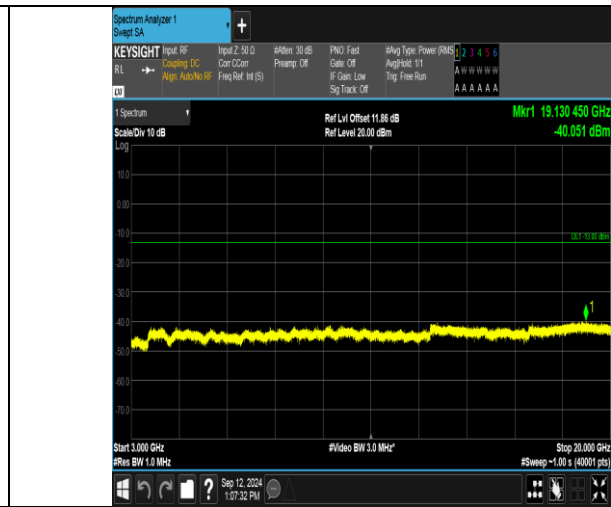 Spectrum Analyzer 1
Swept SA
+
KEYSIGHT
RL
LXI
Input: RF
Coupling: DC
Align: Auto/No RF
Input Z: 50 Ω
Corr CCorr
Freq Ref: Int (S)
#Atten: 30 dB
Preamp: Off
PNO: Fast
Gate: Off
IF Gain: Low
Sig Track: Off
#Avg Type: Power (RMS
Avg|Hold: 1/1
Trig: Free Run
1 2 3 4 5 6
A W W W W W
A A A A A A
1 Spectrum
Scale/Div 10 dB
Log
Ref Lvl Offset 11.86 dB
Ref Level 20.00 dBm
Mkr1 19.130 450 GHz
-40.051 dBm
10.0
0.00
-10.0
DL1 -13.00 dBm
-20.0
-30.0
1
-40.0
-50.0
-60.0
-70.0
Start 3.000 GHz
#Res BW 1.0 MHz
#Video BW 3.0 MHz*
Stop 20.000 GHz
#Sweep ~1.00 s (40001 pts)
?
Sep 12, 2024
1:07:32 PM